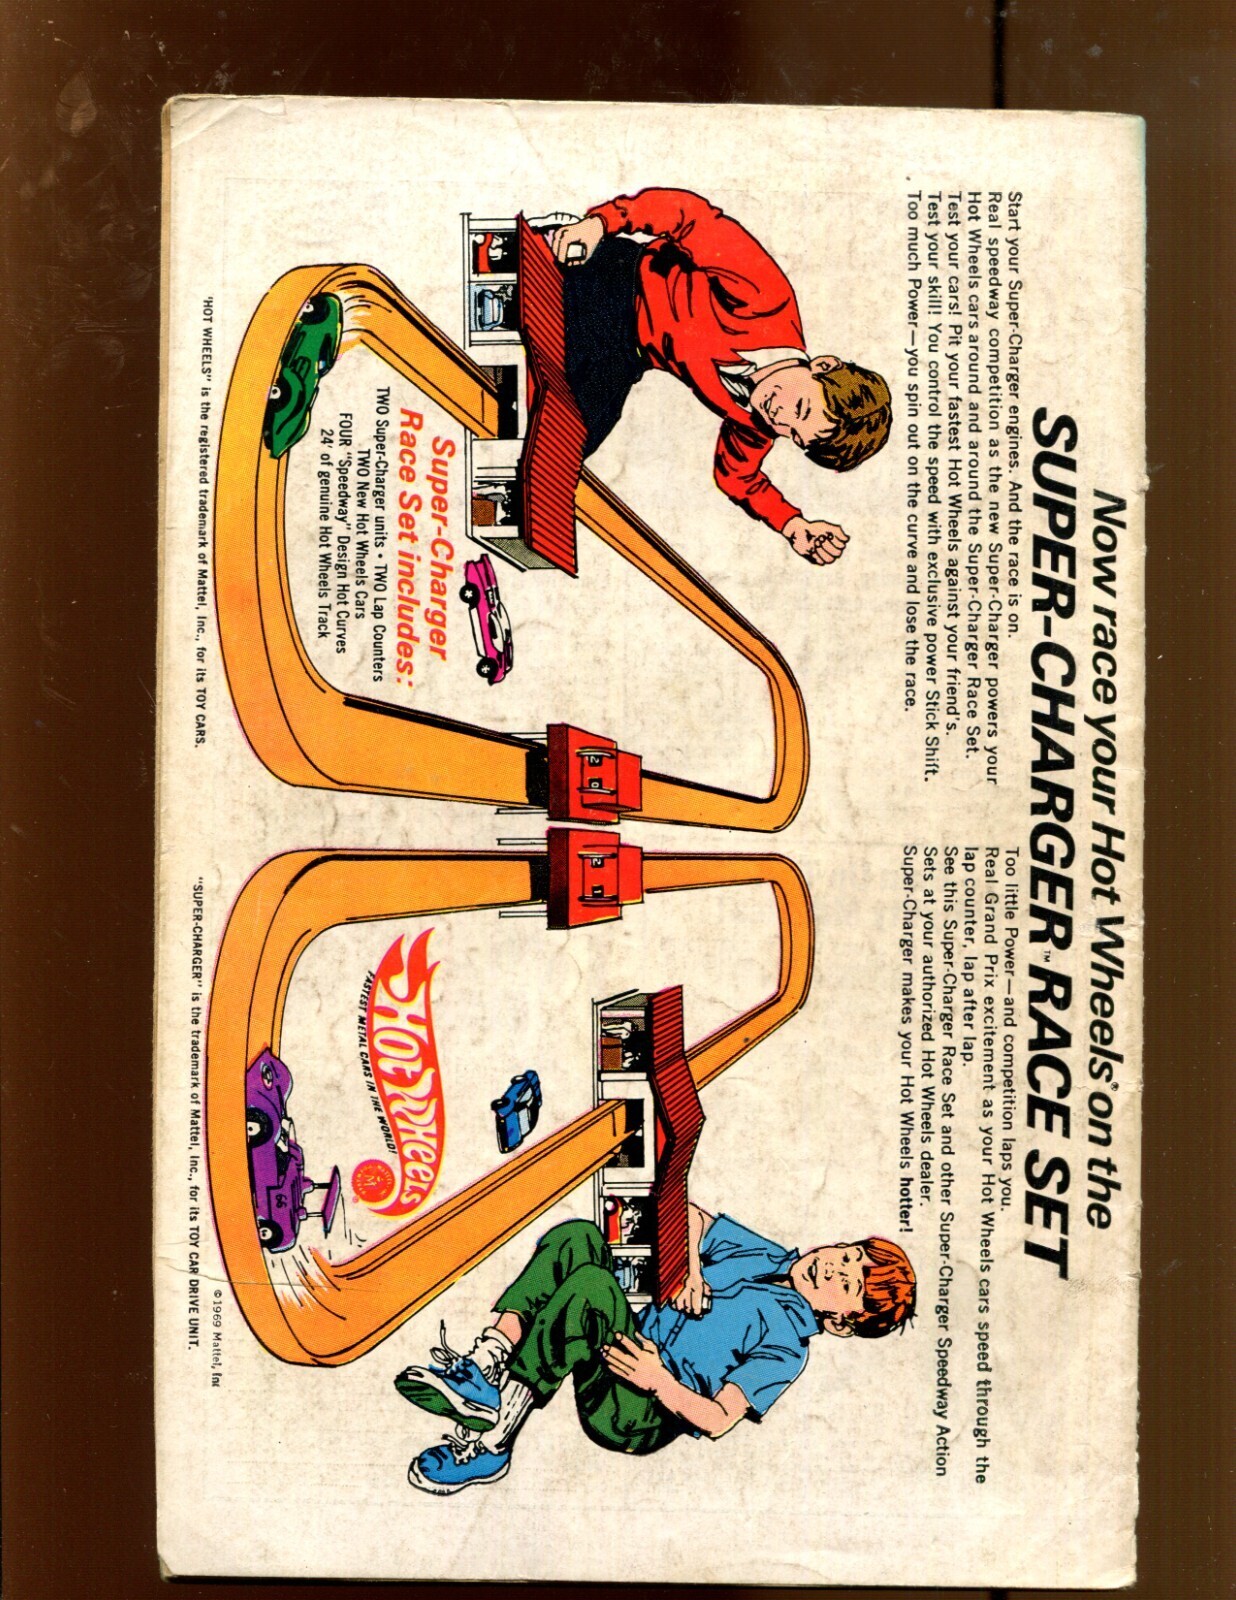 Now race your Hot Wheels® on the
SUPER-CHARGER™ RACE SET
Start your Super-Charger engines. And the race is on.
Real speedway competition as the new Super-Charger powers your
Hot Wheels cars around and around the Super-Charger Race Set.
Test your cars! Pit your fastest Hot Wheels against your friend's.
Test your skill! You control the speed with exclusive power Stick Shift.
Too much Power—you spin out on the curve and lose the race.
Too little Power—and competition laps you.
Real Grand Prix excitement as your Hot Wheels cars speed through the
lap counter, lap after lap.
See this Super-Charger Race Set and other Super-Charger Speedway Action
Sets at your authorized Hot Wheels dealer.
Super-Charger makes your Hot Wheels hotter!
2 0
2 1
Super-Charger
Race Set includes:
TWO Super-Charger units • TWO Lap Counters
TWO New Hot Wheels Cars
FOUR "Speedway" Design Hot Curves
24' of genuine Hot Wheels Track
HOT WHEELS
FASTEST METAL CARS IN THE WORLD!
®
66
© 1969 Mattel, Inc
"HOT WHEELS" is the registered trademark of Mattel, Inc., for its TOY CARS.
"SUPER-CHARGER" is the trademark of Mattel, Inc., for its TOY CAR DRIVE UNIT.